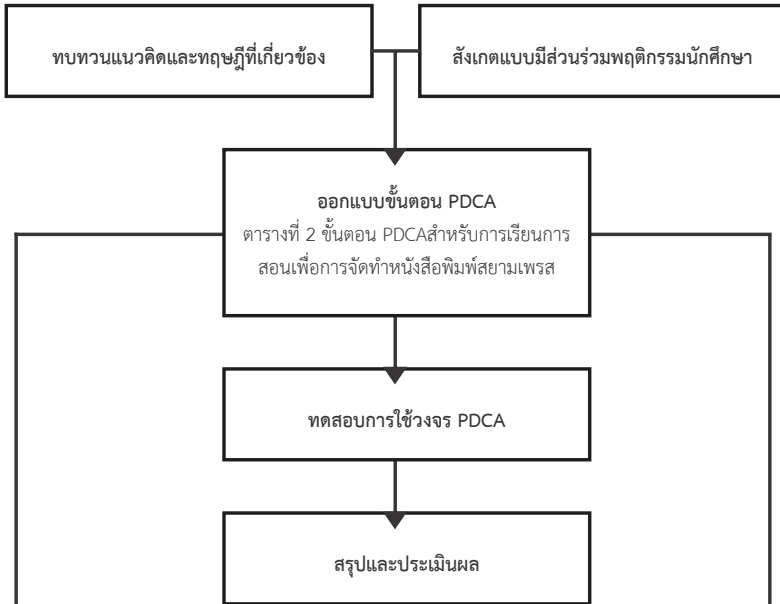 ทบทวนแนวคิดและทฤษฎีที่เกี่ยวข้อง
สังเกตแบบมีส่วนร่วมพฤติกรรมนักศึกษา
ออกแบบขั้นตอน PDCA
ตารางที่ 2 ขั้นตอน PDCAสำหรับการเรียนการ
สอนเพื่อการจัดทำหนังสือพิมพ์สยามเพรส
ทดสอบการใช้วงจร PDCA
สรุปและประเมินผล